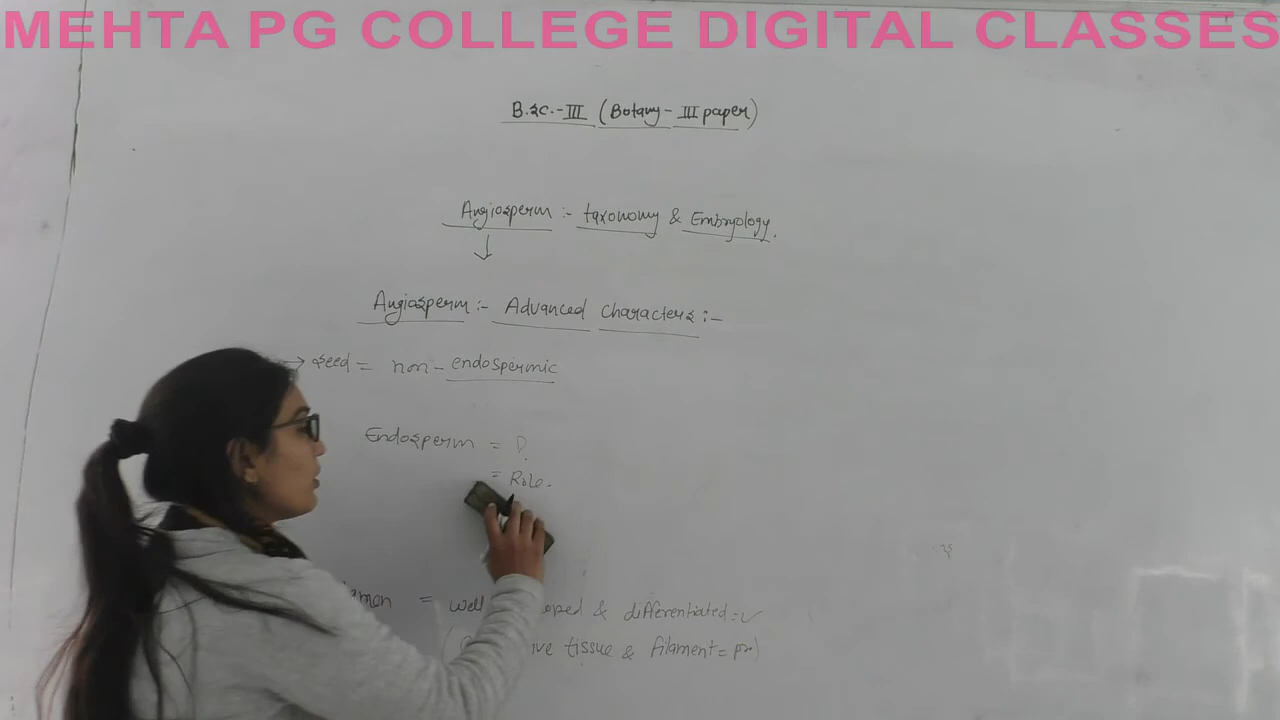 MEHTA PG COLLEGE DIGITAL CLASSES
B.Sc.-III (Botany - III paper)
Angiosperm :- taxonomy & Embryology.
↓
Angiosperm :- Advanced characters :-
→ seed = non - endospermic
Endosperm =
= Role.
= well & differentiated = ✓
tissue & filament =